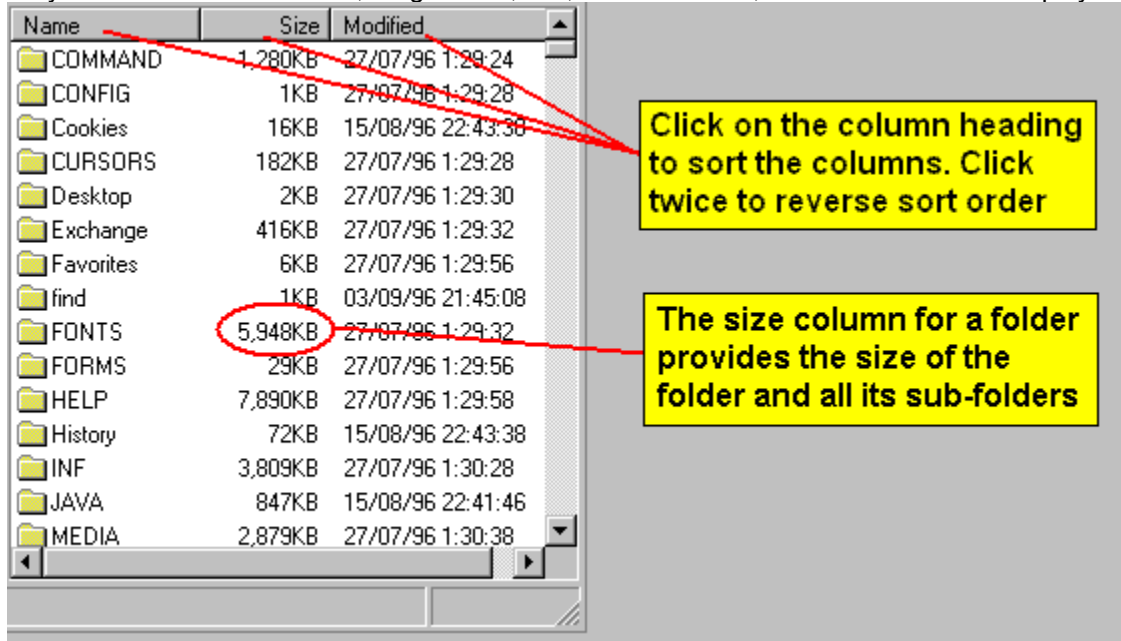 Name Size Modified
COMMAND 1,280KB 27/07/96 1:29:24
CONFIG 1KB 27/07/96 1:29:28
Cookies 16KB 15/08/96 22:43:38
CURSORS 182KB 27/07/96 1:29:28
Desktop 2KB 27/07/96 1:29:30
Exchange 416KB 27/07/96 1:29:32
Favorites 6KB 27/07/96 1:29:56
find 1KB 03/09/96 21:45:08
FONTS 5,948KB 27/07/96 1:29:32
FORMS 29KB 27/07/96 1:29:56
HELP 7,890KB 27/07/96 1:29:58
History 72KB 15/08/96 22:43:38
INF 3,809KB 27/07/96 1:30:28
JAVA 847KB 15/08/96 22:41:46
MEDIA 2,879KB 27/07/96 1:30:38
Click on the column heading
to sort the columns. Click
twice to reverse sort order
The size column for a folder
provides the size of the
folder and all its sub-folders